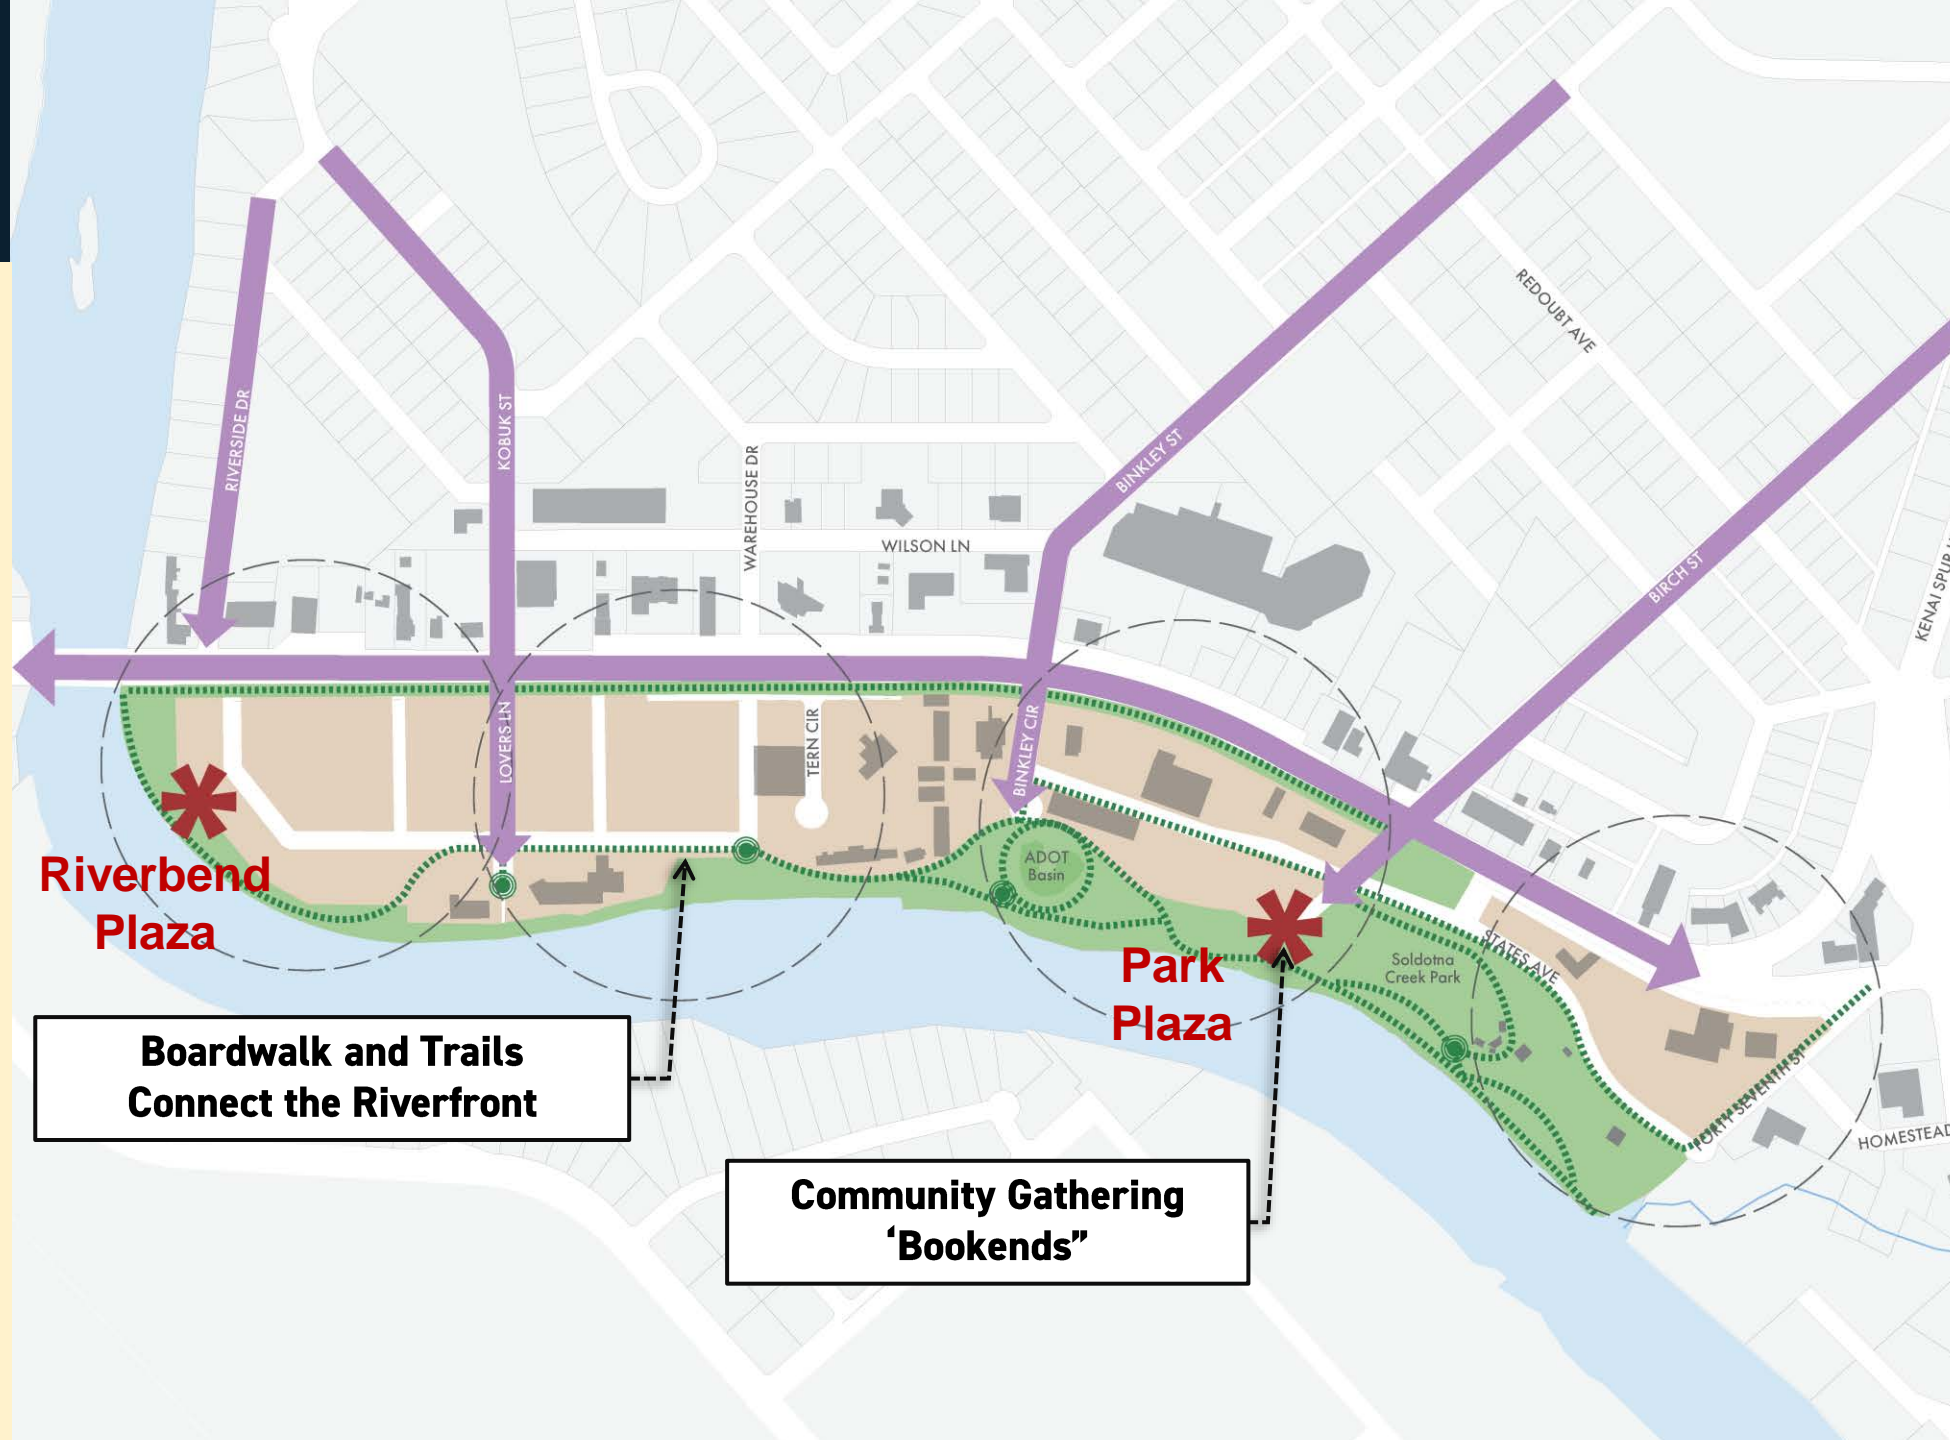 REDOUBT AVE
RIVERSIDE DR
KOBUK ST
WAREHOUSE DR
BINKLEY ST
WILSON LN
BIRCH ST
KENAI SPUR
LOVERS LN
TERN CIR
BINKLEY CIR
ADOT
Basin
Riverbend
Plaza
Park
Plaza
Soldotna
Creek Park
STATES AVE
FORTY SEVENTH ST
HOMESTEAD
Boardwalk and Trails
Connect the Riverfront
Community Gathering
‘Bookends”